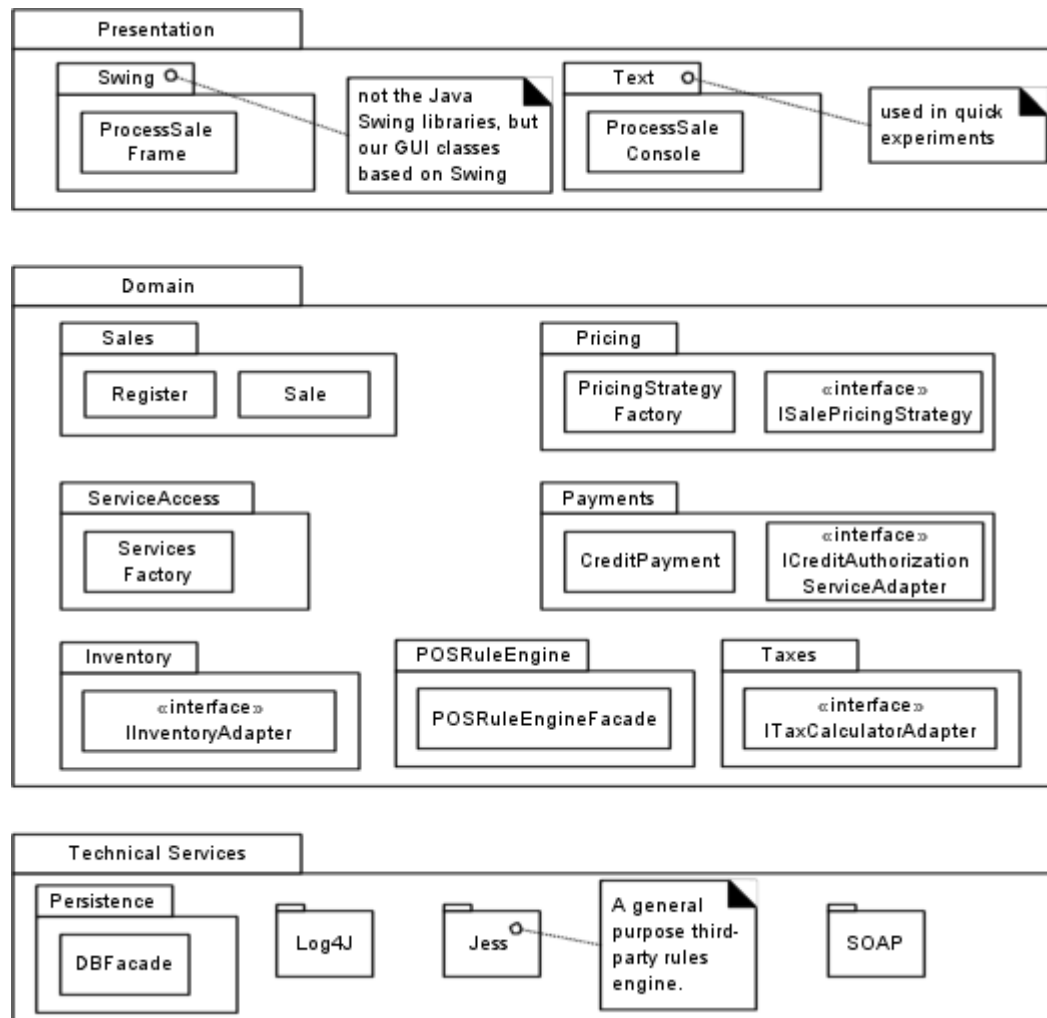 Presentation
Swing
ProcessSale
Frame
not the Java
Swing libraries, but
our GUI classes
based on Swing
Text
ProcessSale
Console
used in quick
experiments
Domain
Sales
Register
Sale
Pricing
PricingStrategy
Factory
«interface»
ISalePricingStrategy
ServiceAccess
Services
Factory
Payments
CreditPayment
«interface»
ICreditAuthorization
ServiceAdapter
Inventory
«interface»
IInventoryAdapter
POSRuleEngine
POSRuleEngineFacade
Taxes
«interface»
ITaxCalculatorAdapter
Technical Services
Persistence
DBFacade
Log4J
Jess
A general
purpose third-
party rules
engine.
SOAP